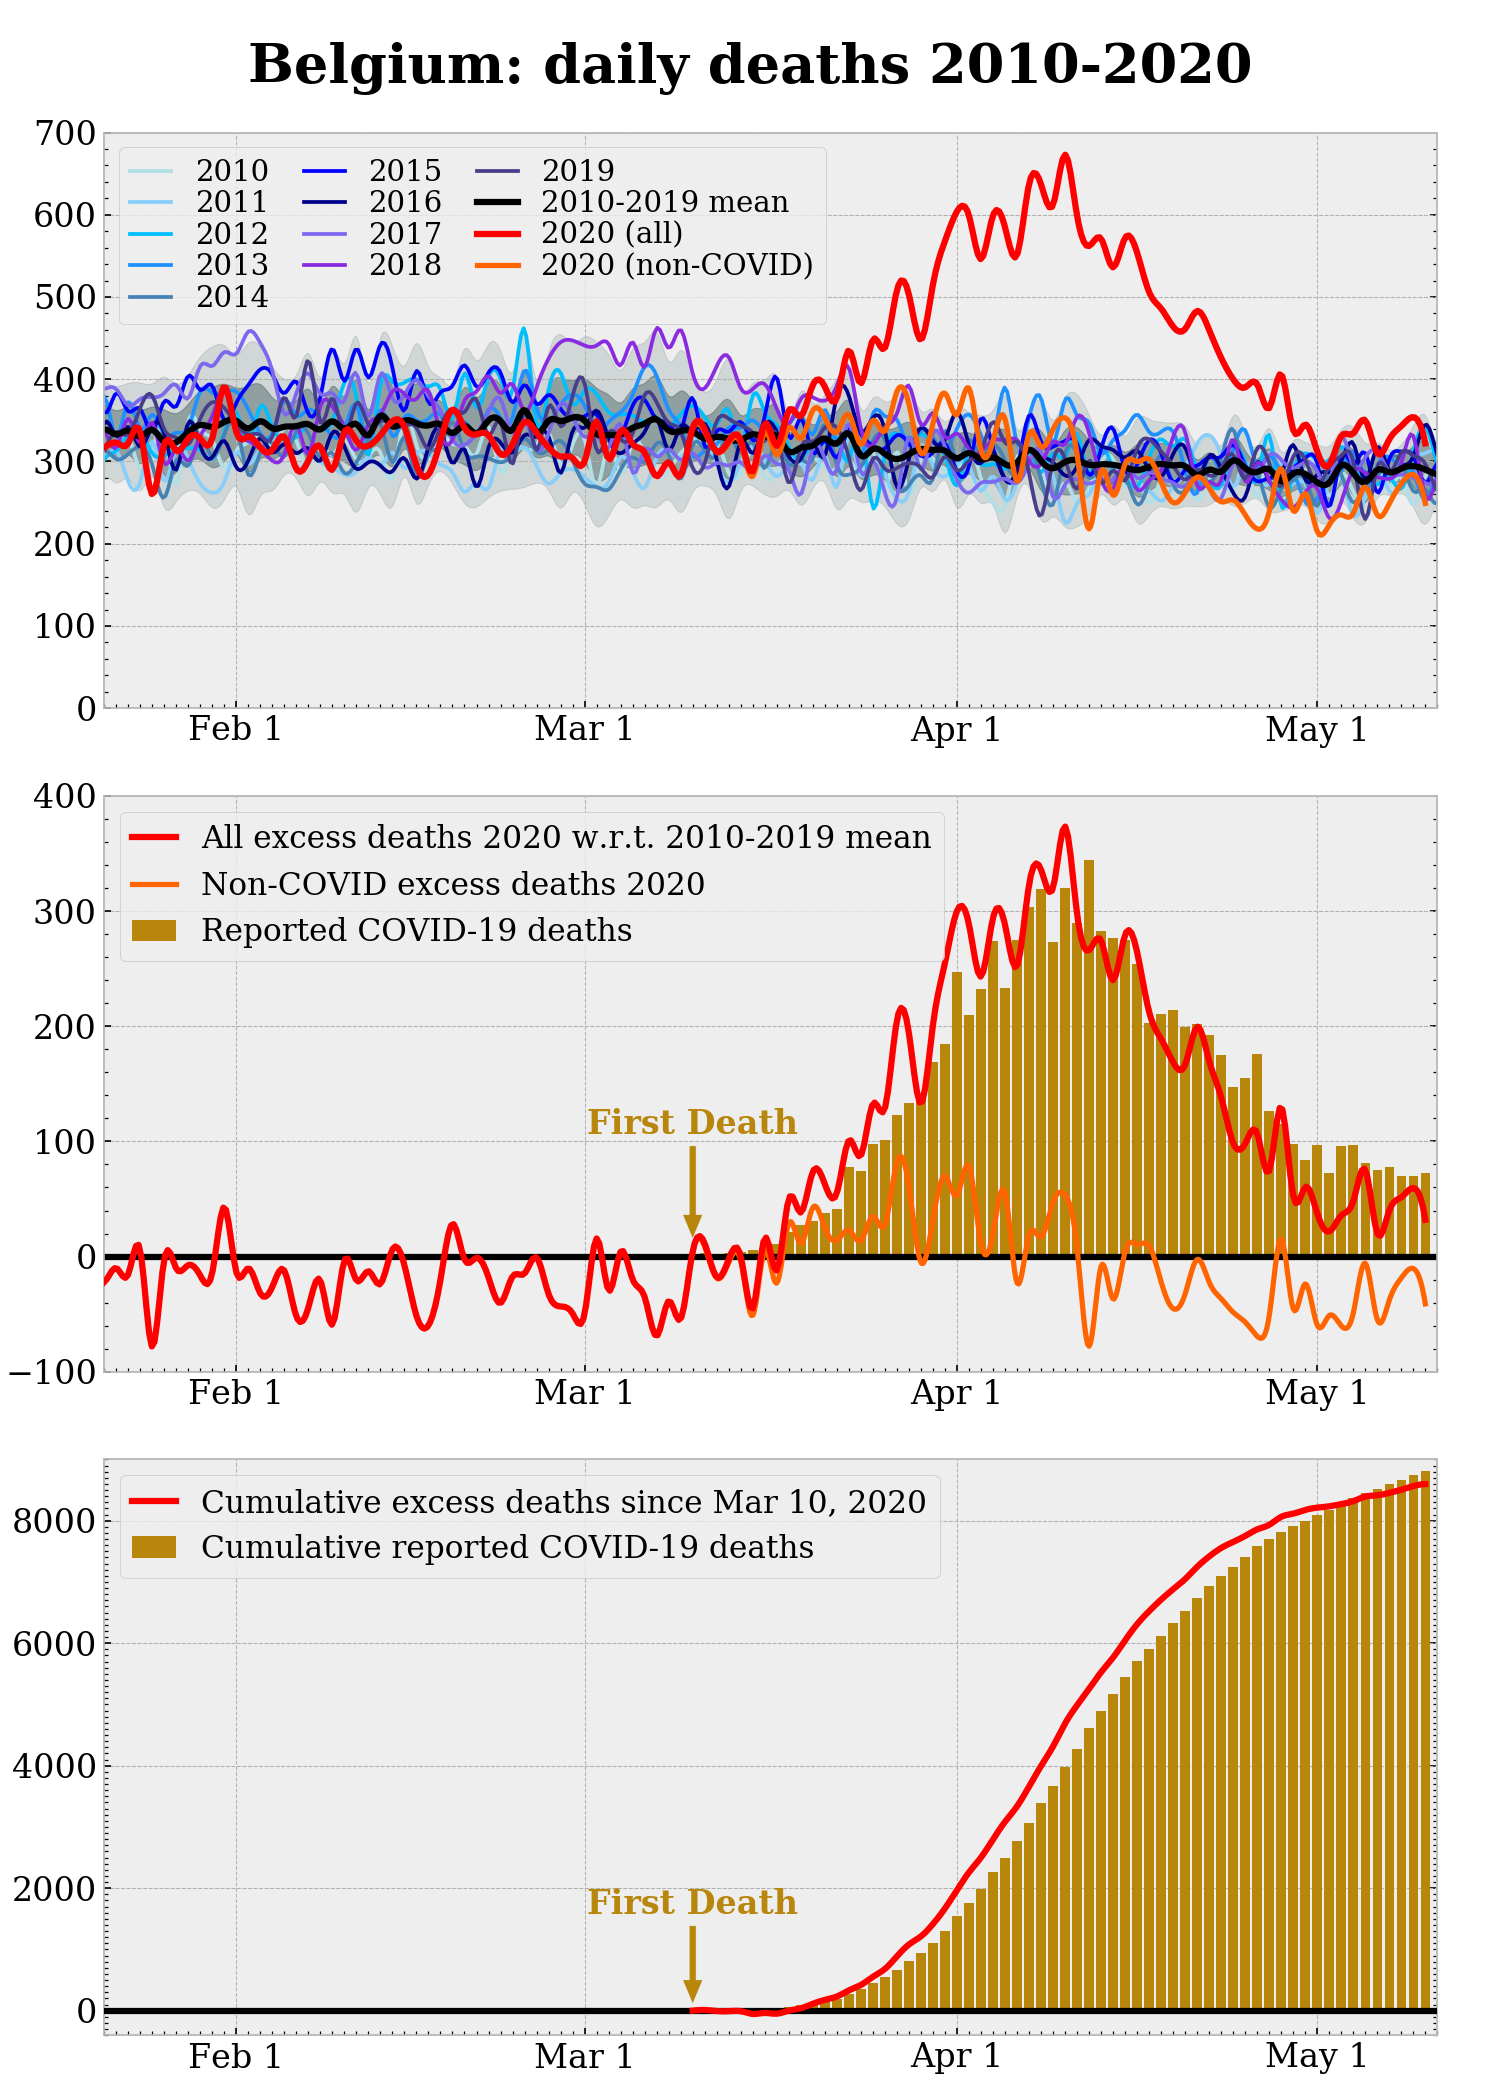 Belgium: daily deaths 2010-2020
700
600
500
400
300
200
100
0
2010 2015 2019
2011 2016 2010-2019 mean
2012 2017 2020 (all)
2013 2018 2020 (non-COVID)
2014
Feb 1 Mar 1 Apr 1 May 1
400
300
200
100
0
−100
All excess deaths 2020 w.r.t. 2010-2019 mean
Non-COVID excess deaths 2020
Reported COVID-19 deaths
First Death
Feb 1 Mar 1 Apr 1 May 1
8000
6000
4000
2000
0
Cumulative excess deaths since Mar 10, 2020
Cumulative reported COVID-19 deaths
First Death
Feb 1 Mar 1 Apr 1 May 1